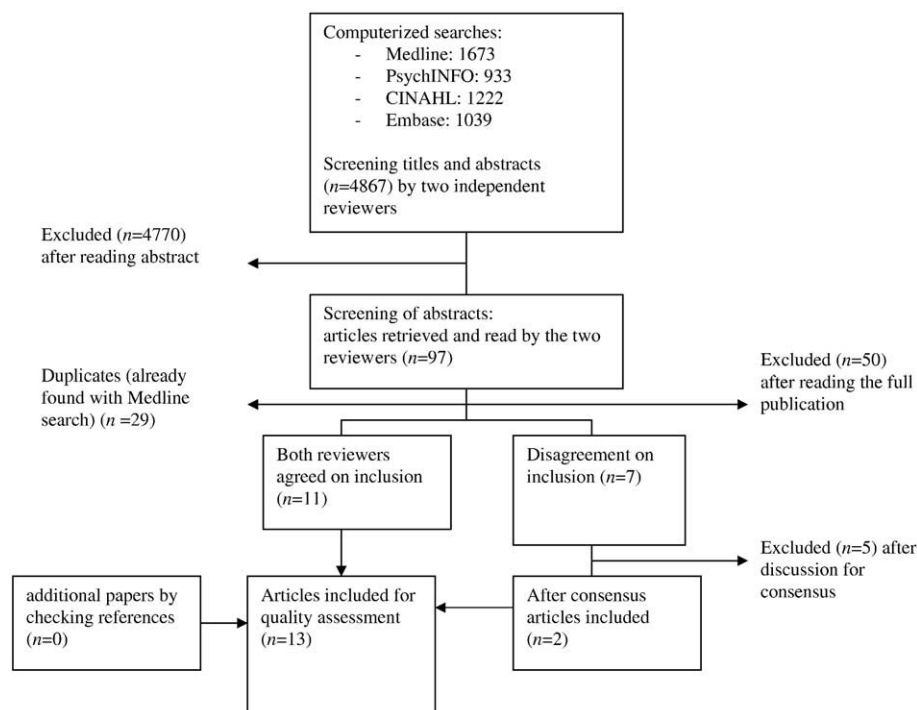 Computerized searches:
- Medline: 1673
- PsychINFO: 933
- CINAHL: 1222
- Embase: 1039
Screening titles and abstracts
(n=4867) by two independent
reviewers
Excluded (n=4770)
after reading abstract
Screening of abstracts:
articles retrieved and read by the two
reviewers (n=97)
Duplicates (already
found with Medline
search) (n =29)
Excluded (n=50)
after reading the full
publication
Both reviewers
agreed on inclusion
(n=11)
Disagreement on
inclusion (n=7)
Excluded (n=5) after
discussion for
consensus
additional papers by
checking references
(n=0)
Articles included for
quality assessment
(n=13)
After consensus
articles included
(n=2)